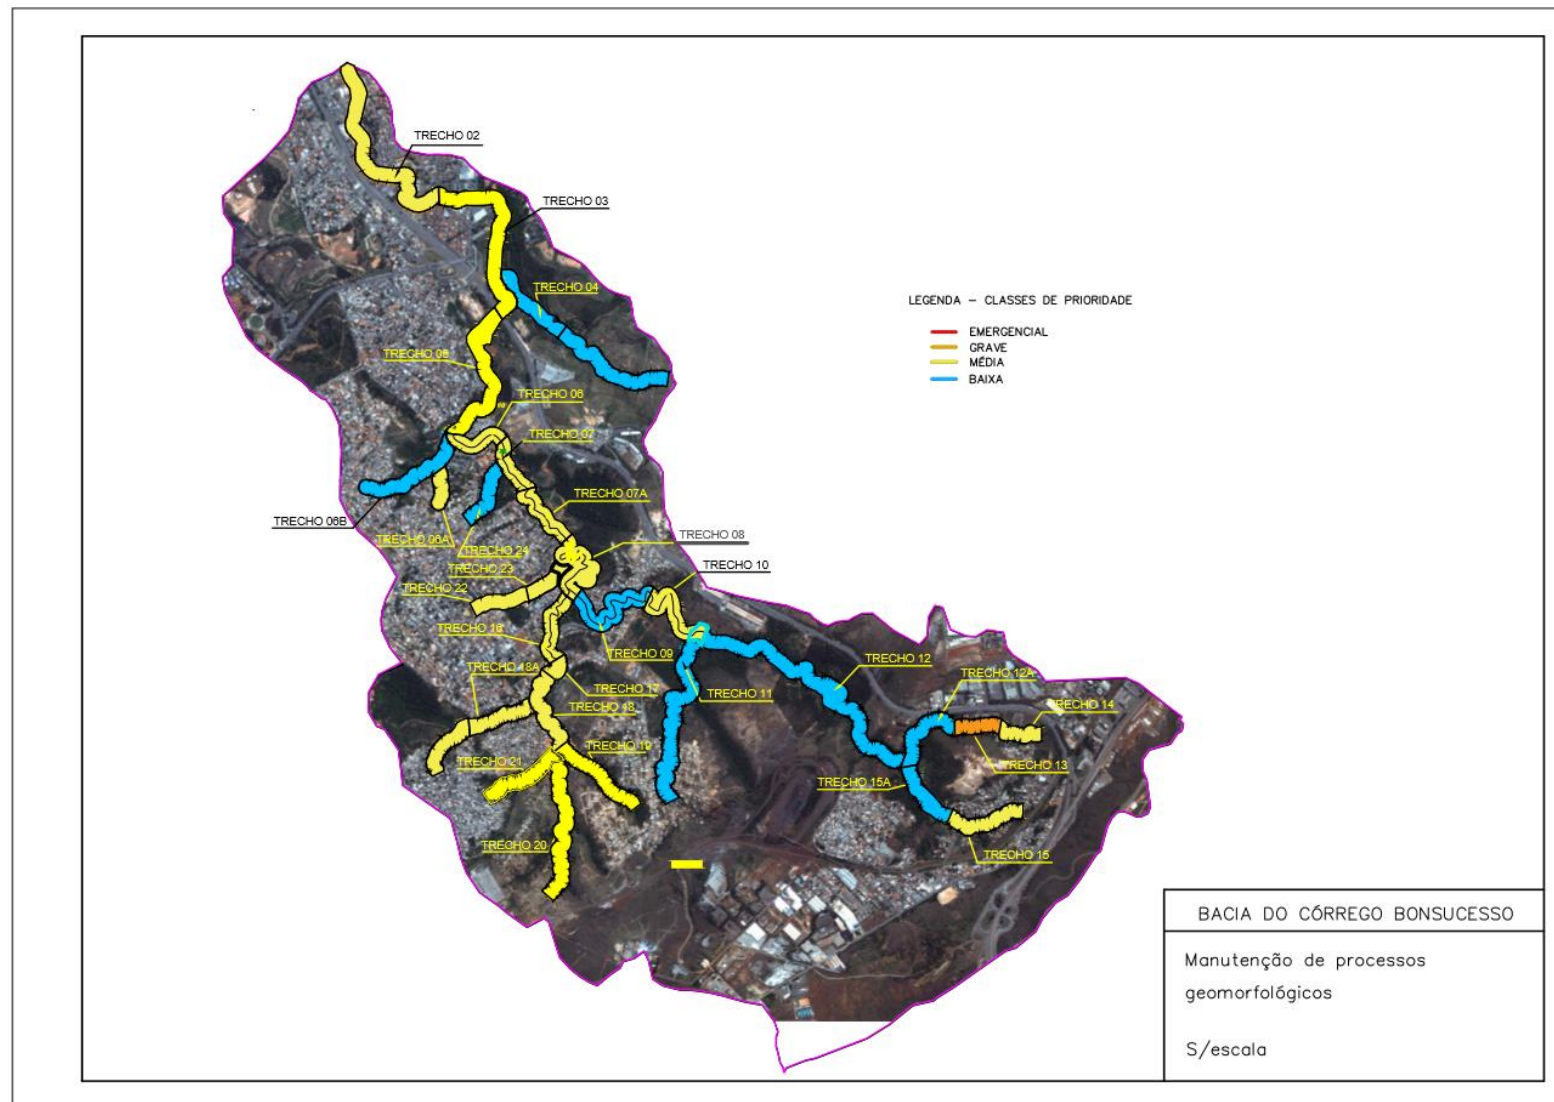 TRECHO 02
TRECHO 03
TRECHO 04
LEGENDA – CLASSES DE PRIORIDADE
EMERGENCIAL
GRAVE
MÉDIA
BAIXA
TRECHO 05
TRECHO 06
TRECHO 07
TRECHO 07A
TRECHO 06B
TRECHO 06A
TRECHO 24
TRECHO 08
TRECHO 23
TRECHO 10
TRECHO 22
TRECHO 16
TRECHO 09
TRECHO 12
TRECHO 18A
TRECHO 12A
TRECHO 17
TRECHO 11
TRECHO 14
TRECHO 18
TRECHO 19
TRECHO 21
TRECHO 13
TRECHO 15A
TRECHO 20
TRECHO 15
BACIA DO CÓRREGO BONSUCESSO
Manutenção de processos
geomorfológicos
S/escala